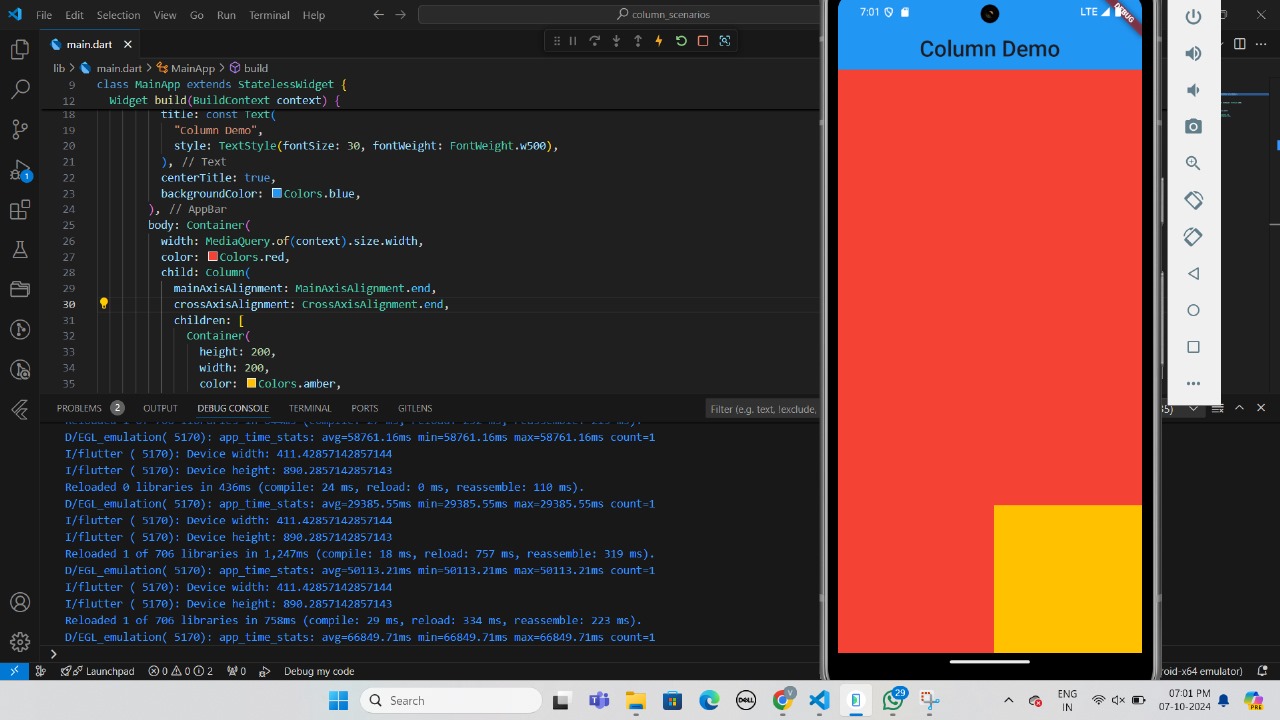 File Edit Selection View Go Run Terminal Help
column_scenarios
main.dart
lib > main.dart > MainApp > build
9 class MainApp extends StatelessWidget {
12 Widget build(BuildContext context) {
18 title: const Text(
19 "Column Demo",
20 style: TextStyle(fontSize: 30, fontWeight: FontWeight.w500),
21 ), // Text
22 centerTitle: true,
23 backgroundColor: Colors.blue,
24 ), // AppBar
25 body: Container(
26 width: MediaQuery.of(context).size.width,
27 color: Colors.red,
28 child: Column(
29 mainAxisAlignment: MainAxisAlignment.end,
30 crossAxisAlignment: CrossAxisAlignment.end,
31 children: [
32 Container(
33 height: 200,
34 width: 200,
35 color: Colors.amber,
7:01
LTE
DEBUG
Column Demo
1
PROBLEMS 2 OUTPUT DEBUG CONSOLE TERMINAL PORTS GITLENS
Filter (e.g. text, !exclude,
D/EGL_emulation( 5170): app_time_stats: avg=58761.16ms min=58761.16ms max=58761.16ms count=1
I/flutter ( 5170): Device width: 411.42857142857144
I/flutter ( 5170): Device height: 890.2857142857143
Reloaded 0 libraries in 436ms (compile: 24 ms, reload: 0 ms, reassemble: 110 ms).
D/EGL_emulation( 5170): app_time_stats: avg=29385.55ms min=29385.55ms max=29385.55ms count=1
I/flutter ( 5170): Device width: 411.42857142857144
I/flutter ( 5170): Device height: 890.2857142857143
Reloaded 1 of 706 libraries in 1,247ms (compile: 18 ms, reload: 757 ms, reassemble: 319 ms).
D/EGL_emulation( 5170): app_time_stats: avg=50113.21ms min=50113.21ms max=50113.21ms count=1
I/flutter ( 5170): Device width: 411.42857142857144
I/flutter ( 5170): Device height: 890.2857142857143
Reloaded 1 of 706 libraries in 758ms (compile: 29 ms, reload: 334 ms, reassemble: 223 ms).
D/EGL_emulation( 5170): app_time_stats: avg=66849.71ms min=66849.71ms max=66849.71ms count=1
Launchpad 0 0 2 0 Debug my code
roid-x64 emulator)
Search
DELL
V
29
ENG
IN
07:01 PM
07-10-2024
PRE